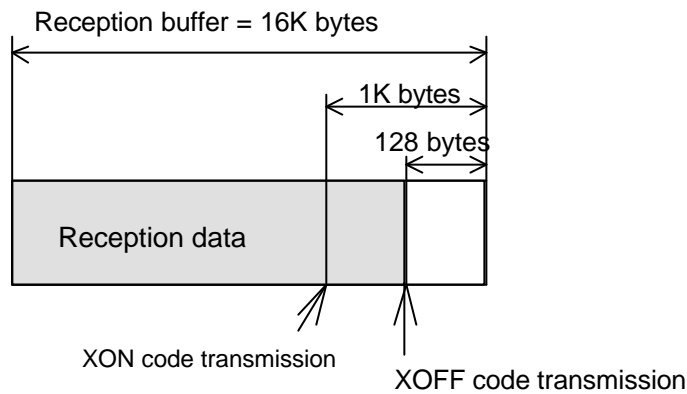 Reception buffer = 16K bytes
1K bytes
128 bytes
Reception data
XON code transmission
XOFF code transmission